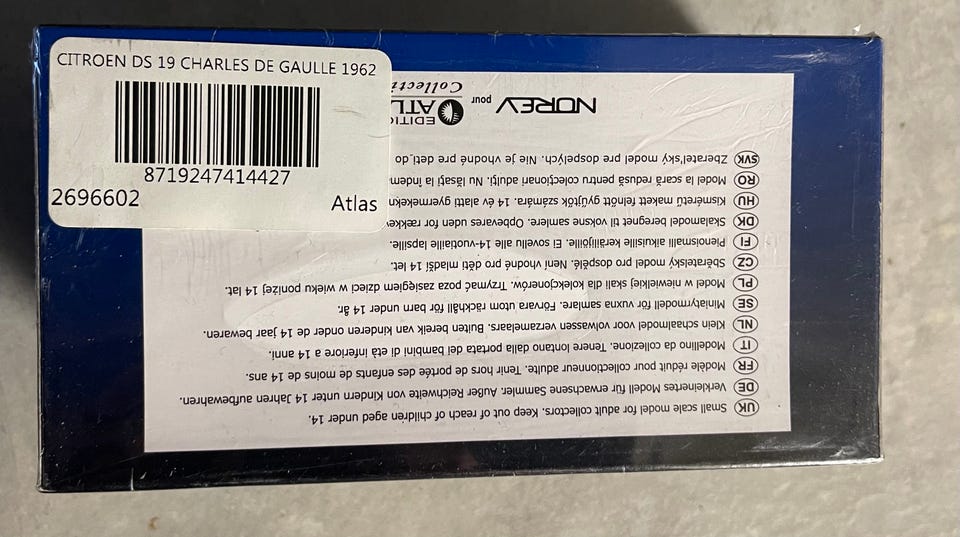 CITROEN DS 19 CHARLES DE GAULLE 1962
8719247414427
2696602
Atlas
UK Small scale model for adult collectors. Keep out of reach of children aged under 14.
DE Verkleinertes Modell für erwachsene Sammler. Außer Reichweite von Kindern unter 14 Jahren aufbewahren.
FR Modèle réduit pour collectionneur adulte. Tenir hors de portée des enfants de moins de 14 ans.
IT Modellino da collezione. Tenere lontano dalla portata dei bambini di età inferiore a 14 anni.
NL Klein schaalmodel voor volwassen verzamelaars. Buiten bereik van kinderen onder de 14 jaar bewaren.
SE Miniatyrmodell för vuxna samlare. Förvara utom räckhåll för barn under 14 år.
PL Model w niewielkiej skali dla kolekcjonerów. Trzymać poza zasięgiem dzieci w wieku poniżej 14 lat.
CZ Sběratelský model pro dospělé. Není vhodné pro děti mladší 14 let.
FI Pienoismalli aikuisille keräilijöille. Ei sovellu alle 14-vuotiaille lapsille.
DK Skalamodel beregnet til voksne samlere. Opbevares uden for
HU Kisméretű makett felnőtt gyűjtők számára. 14 év alatti
RO Model la scară redusă pentru colecționari adulți. Nu lăsați la
SVK Zberateľský model pre dospelých. Nie je vhodné pre deti do
NOREV pour